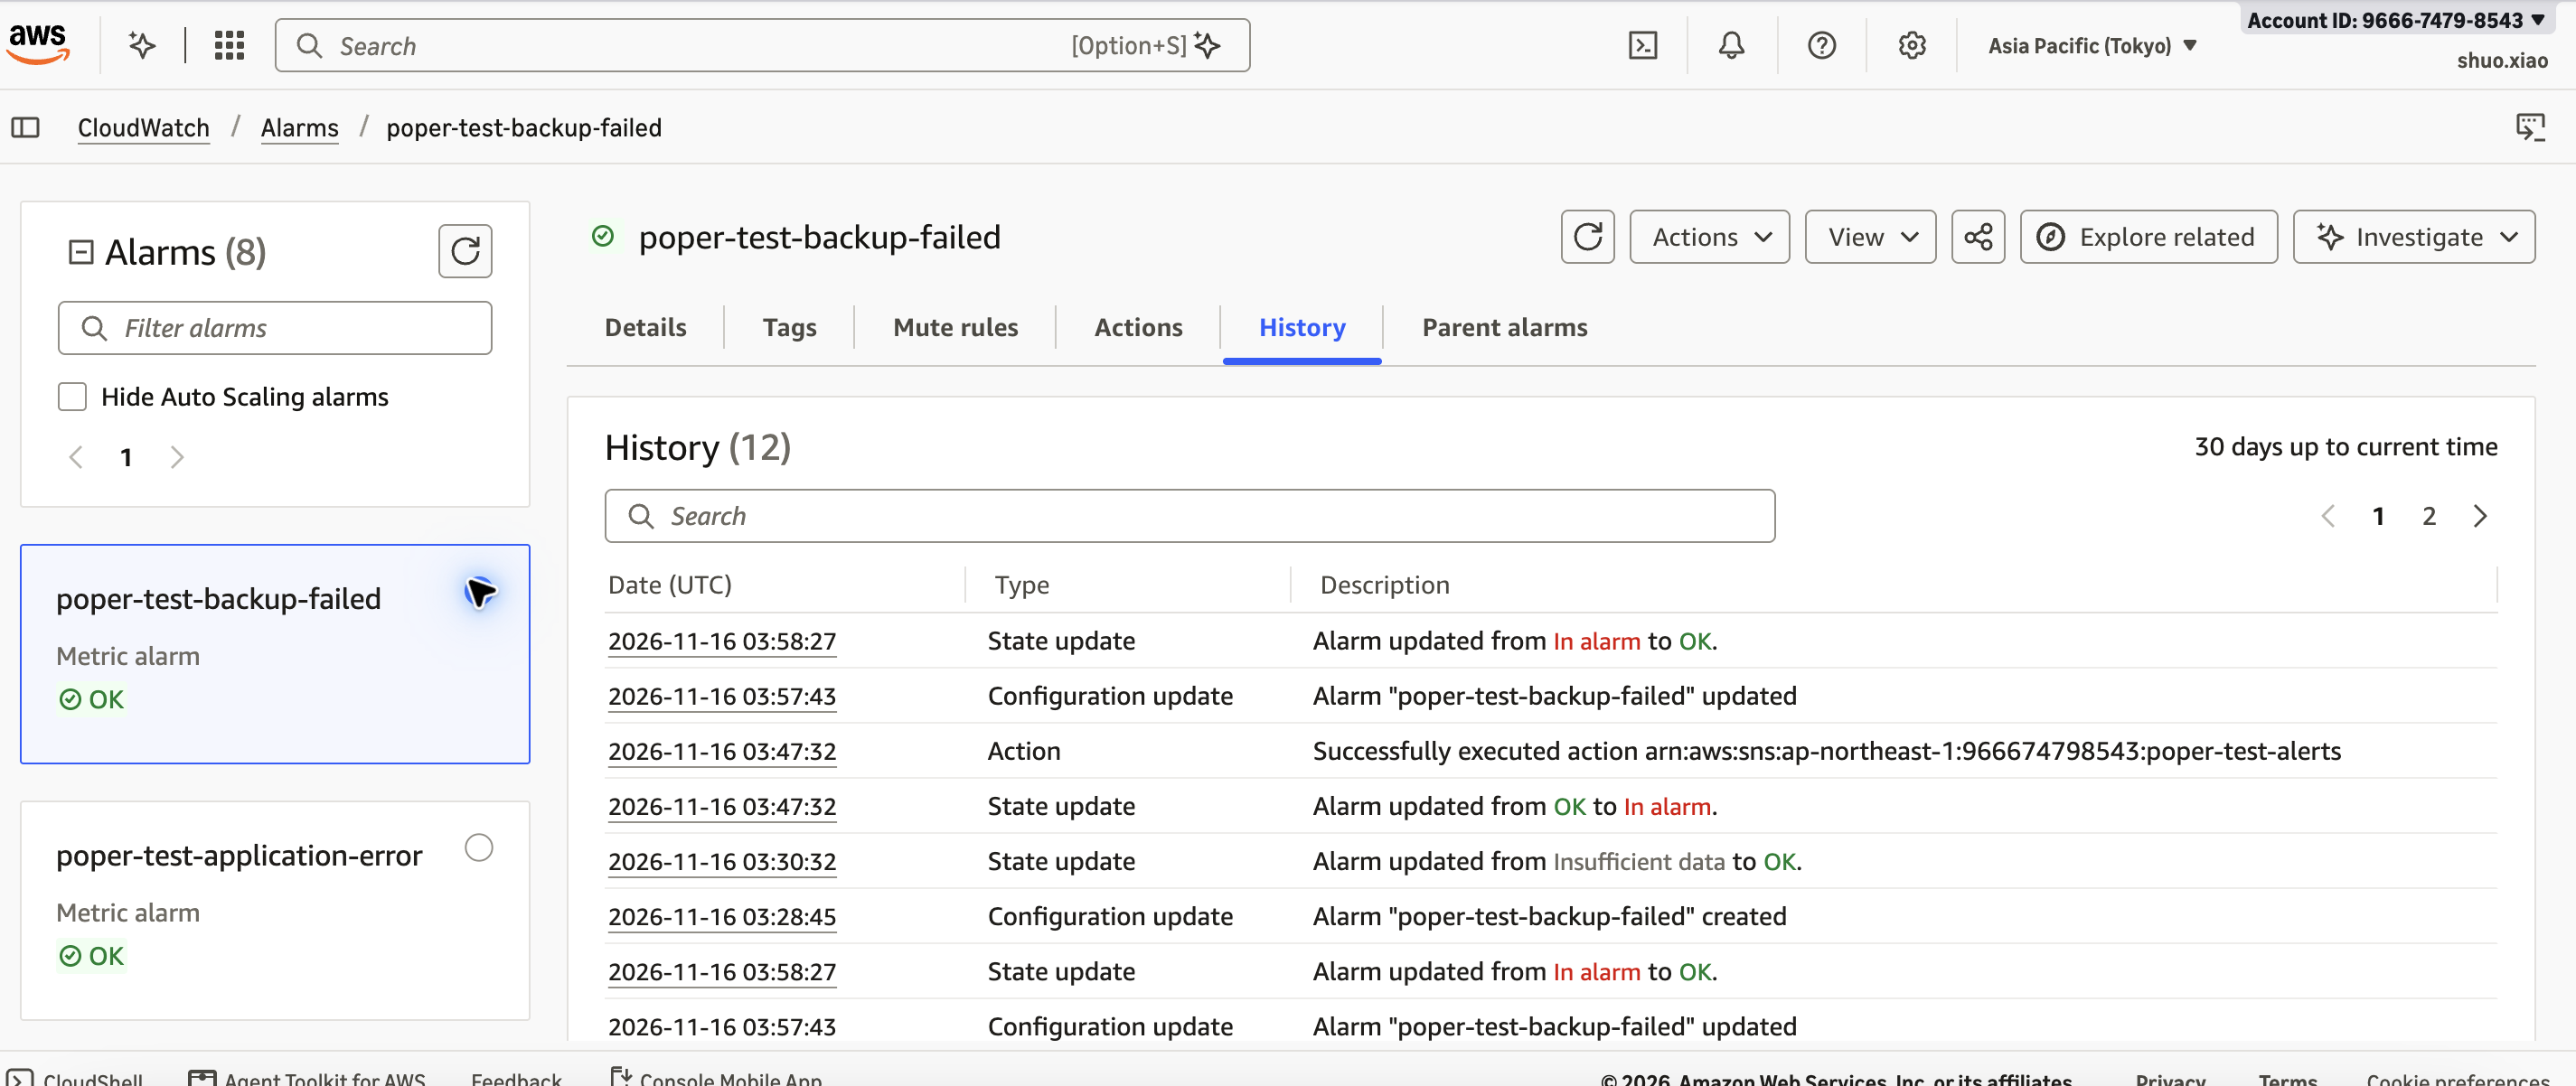 aws
Search [Option+S]
Asia Pacific (Tokyo)
Account ID: 9666-7479-8543
shuo.xiao
CloudWatch / Alarms / poper-test-backup-failed
Alarms (8)
Filter alarms
Hide Auto Scaling alarms
1
poper-test-backup-failed
Metric alarm
OK
poper-test-application-error
Metric alarm
OK
poper-test-backup-failed
Actions View Explore related Investigate
Details Tags Mute rules Actions History Parent alarms
History (12)
30 days up to current time
Search
1 2
Date (UTC) Type Description
2026-11-16 03:58:27 State update Alarm updated from In alarm to OK.
2026-11-16 03:57:43 Configuration update Alarm "poper-test-backup-failed" updated
2026-11-16 03:47:32 Action Successfully executed action arn:aws:sns:ap-northeast-1:966674798543:poper-test-alerts
2026-11-16 03:47:32 State update Alarm updated from OK to In alarm.
2026-11-16 03:30:32 State update Alarm updated from Insufficient data to OK.
2026-11-16 03:28:45 Configuration update Alarm "poper-test-backup-failed" created
2026-11-16 03:58:27 State update Alarm updated from In alarm to OK.
2026-11-16 03:57:43 Configuration update Alarm "poper-test-backup-failed" updated
CloudShell Agent Toolkit for AWS Feedback Console Mobile App
© 2026, Amazon Web Services, Inc. or its affiliates. Privacy Terms Cookie preferences